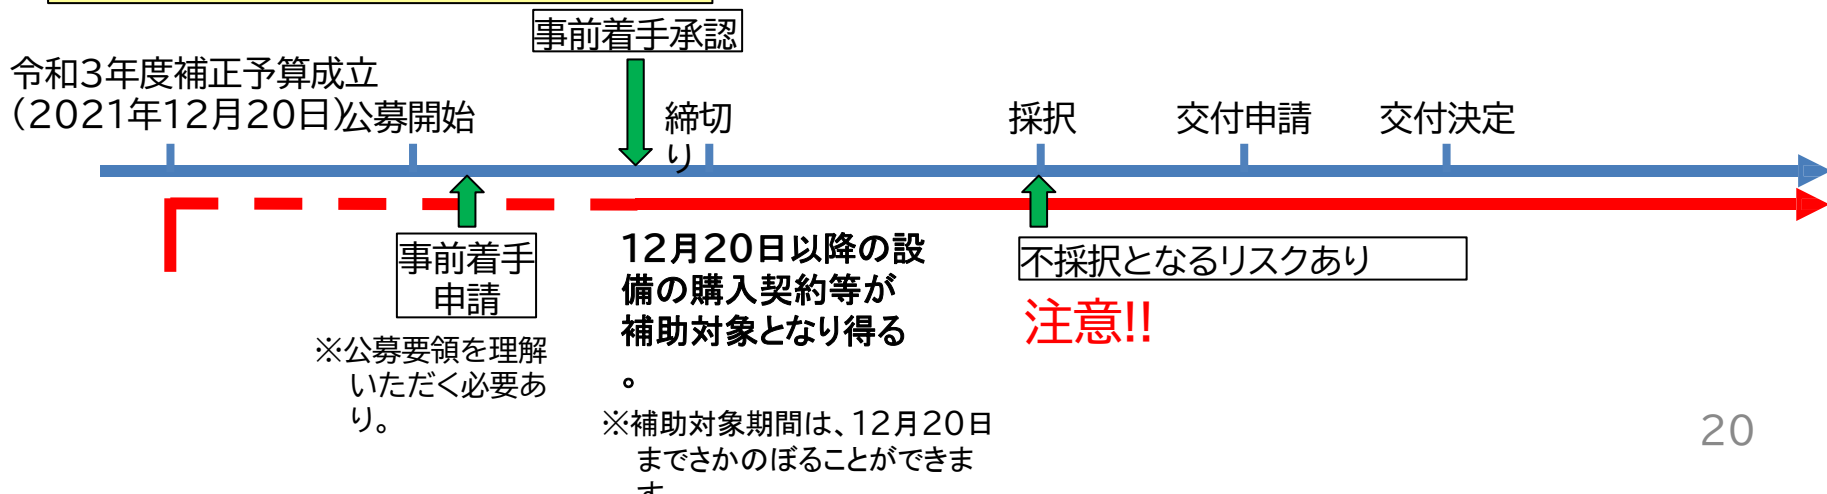 事前着手承認
令和3年度補正予算成立
(2021年12月20日)
公募開始
締切
り
採択
交付申請
交付決定
事前着手
申請
※公募要領を理解
いただく必要あ
り。
12月20日以降の設
備の購入契約等が
補助対象となり得る
。
※補助対象期間は、12月20日
までさかのぼることができま
す
不採択となるリスクあり
注意!!
20